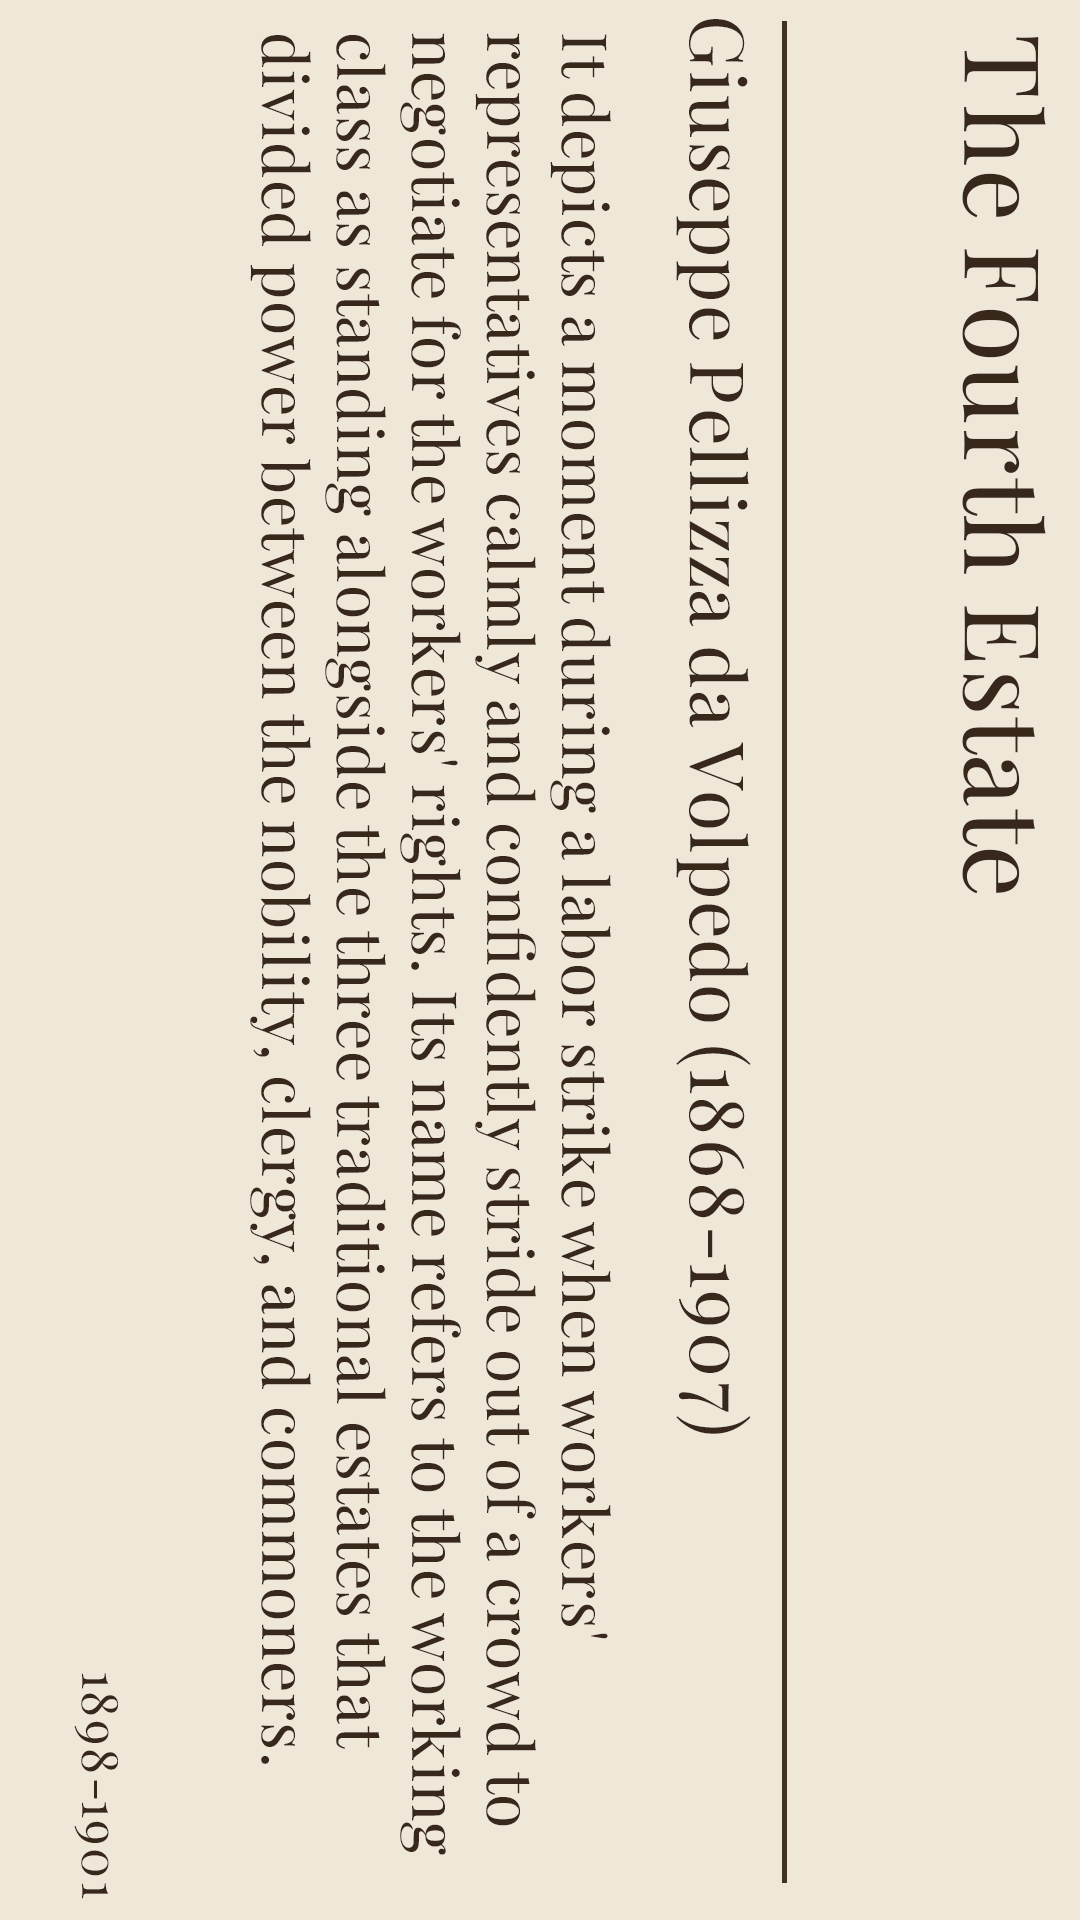 The Fourth Estate
Giuseppe Pellizza da Volpedo (1868-1907)
It depicts a moment during a labor strike when workers'
representatives calmly and confidently stride out of a crowd to
negotiate for the workers' rights. Its name refers to the working
class as standing alongside the three traditional estates that
divided power between the nobility, clergy, and commoners.
1898-1901